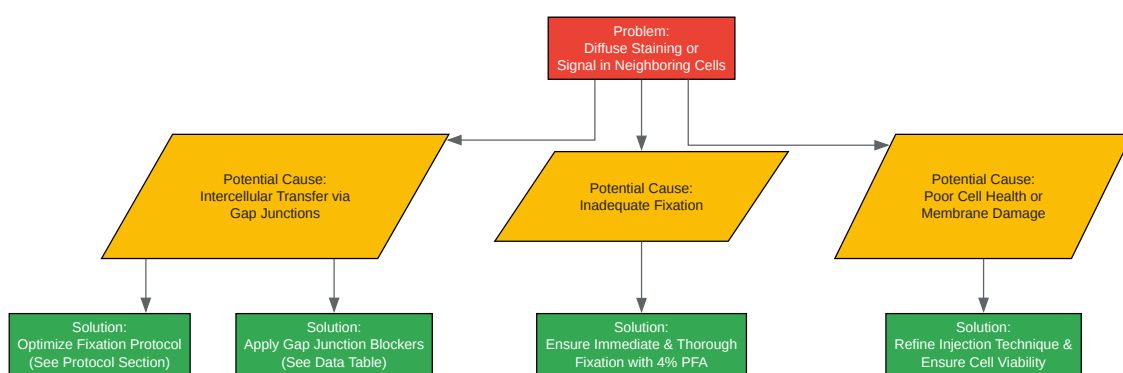 Problem:
Diffuse Staining or
Signal in Neighboring Cells
Potential Cause:
Intercellular Transfer via
Gap Junctions
Potential Cause:
Inadequate Fixation
Potential Cause:
Poor Cell Health or
Membrane Damage
Solution:
Optimize Fixation Protocol
(See Protocol Section)
Solution:
Apply Gap Junction Blockers
(See Data Table)
Solution:
Ensure Immediate & Thorough
Fixation with 4% PFA
Solution:
Refine Injection Technique &
Ensure Cell Viability